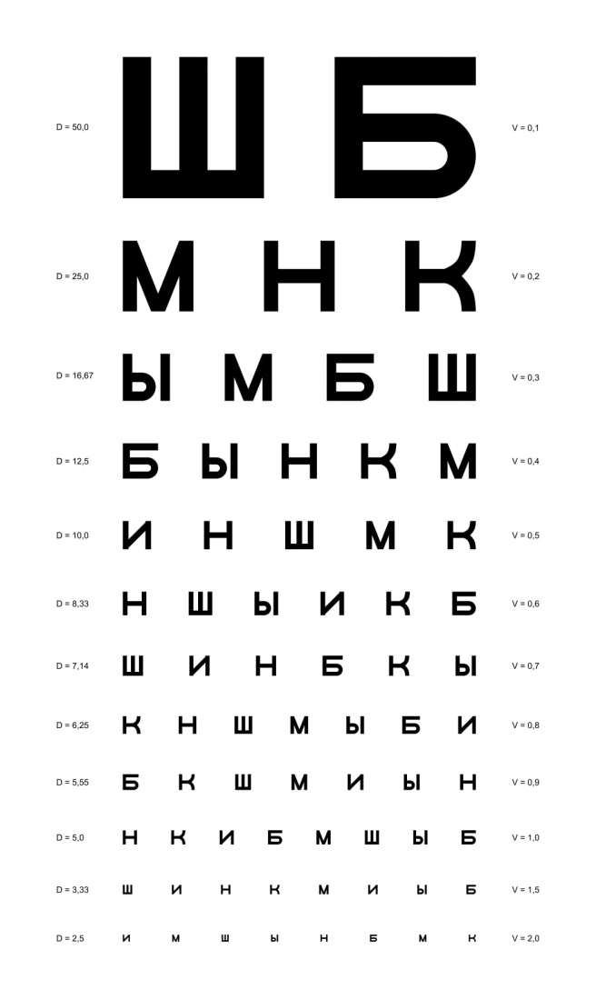 D = 50,0 Ш Б V = 0,1
D = 25,0 М Н К V = 0,2
D = 16,67 Ы М Б Ш V = 0,3
D = 12,5 Б Ы Н К М V = 0,4
D = 10,0 И Н Ш М К V = 0,5
D = 8,33 Н Ш Ы И К Б V = 0,6
D = 7,14 Ш И Н Б К Ы V = 0,7
D = 6,25 К Н Ш М Ы Б И V = 0,8
D = 5,55 Б К Ш М И Ы Н V = 0,9
D = 5,0 Н К И Б М Ш Ы Б V = 1,0
D = 3,33 Ш И Н К М И Ы Б V = 1,5
D = 2,5 И М Ш Ы Н Б М К V = 2,0